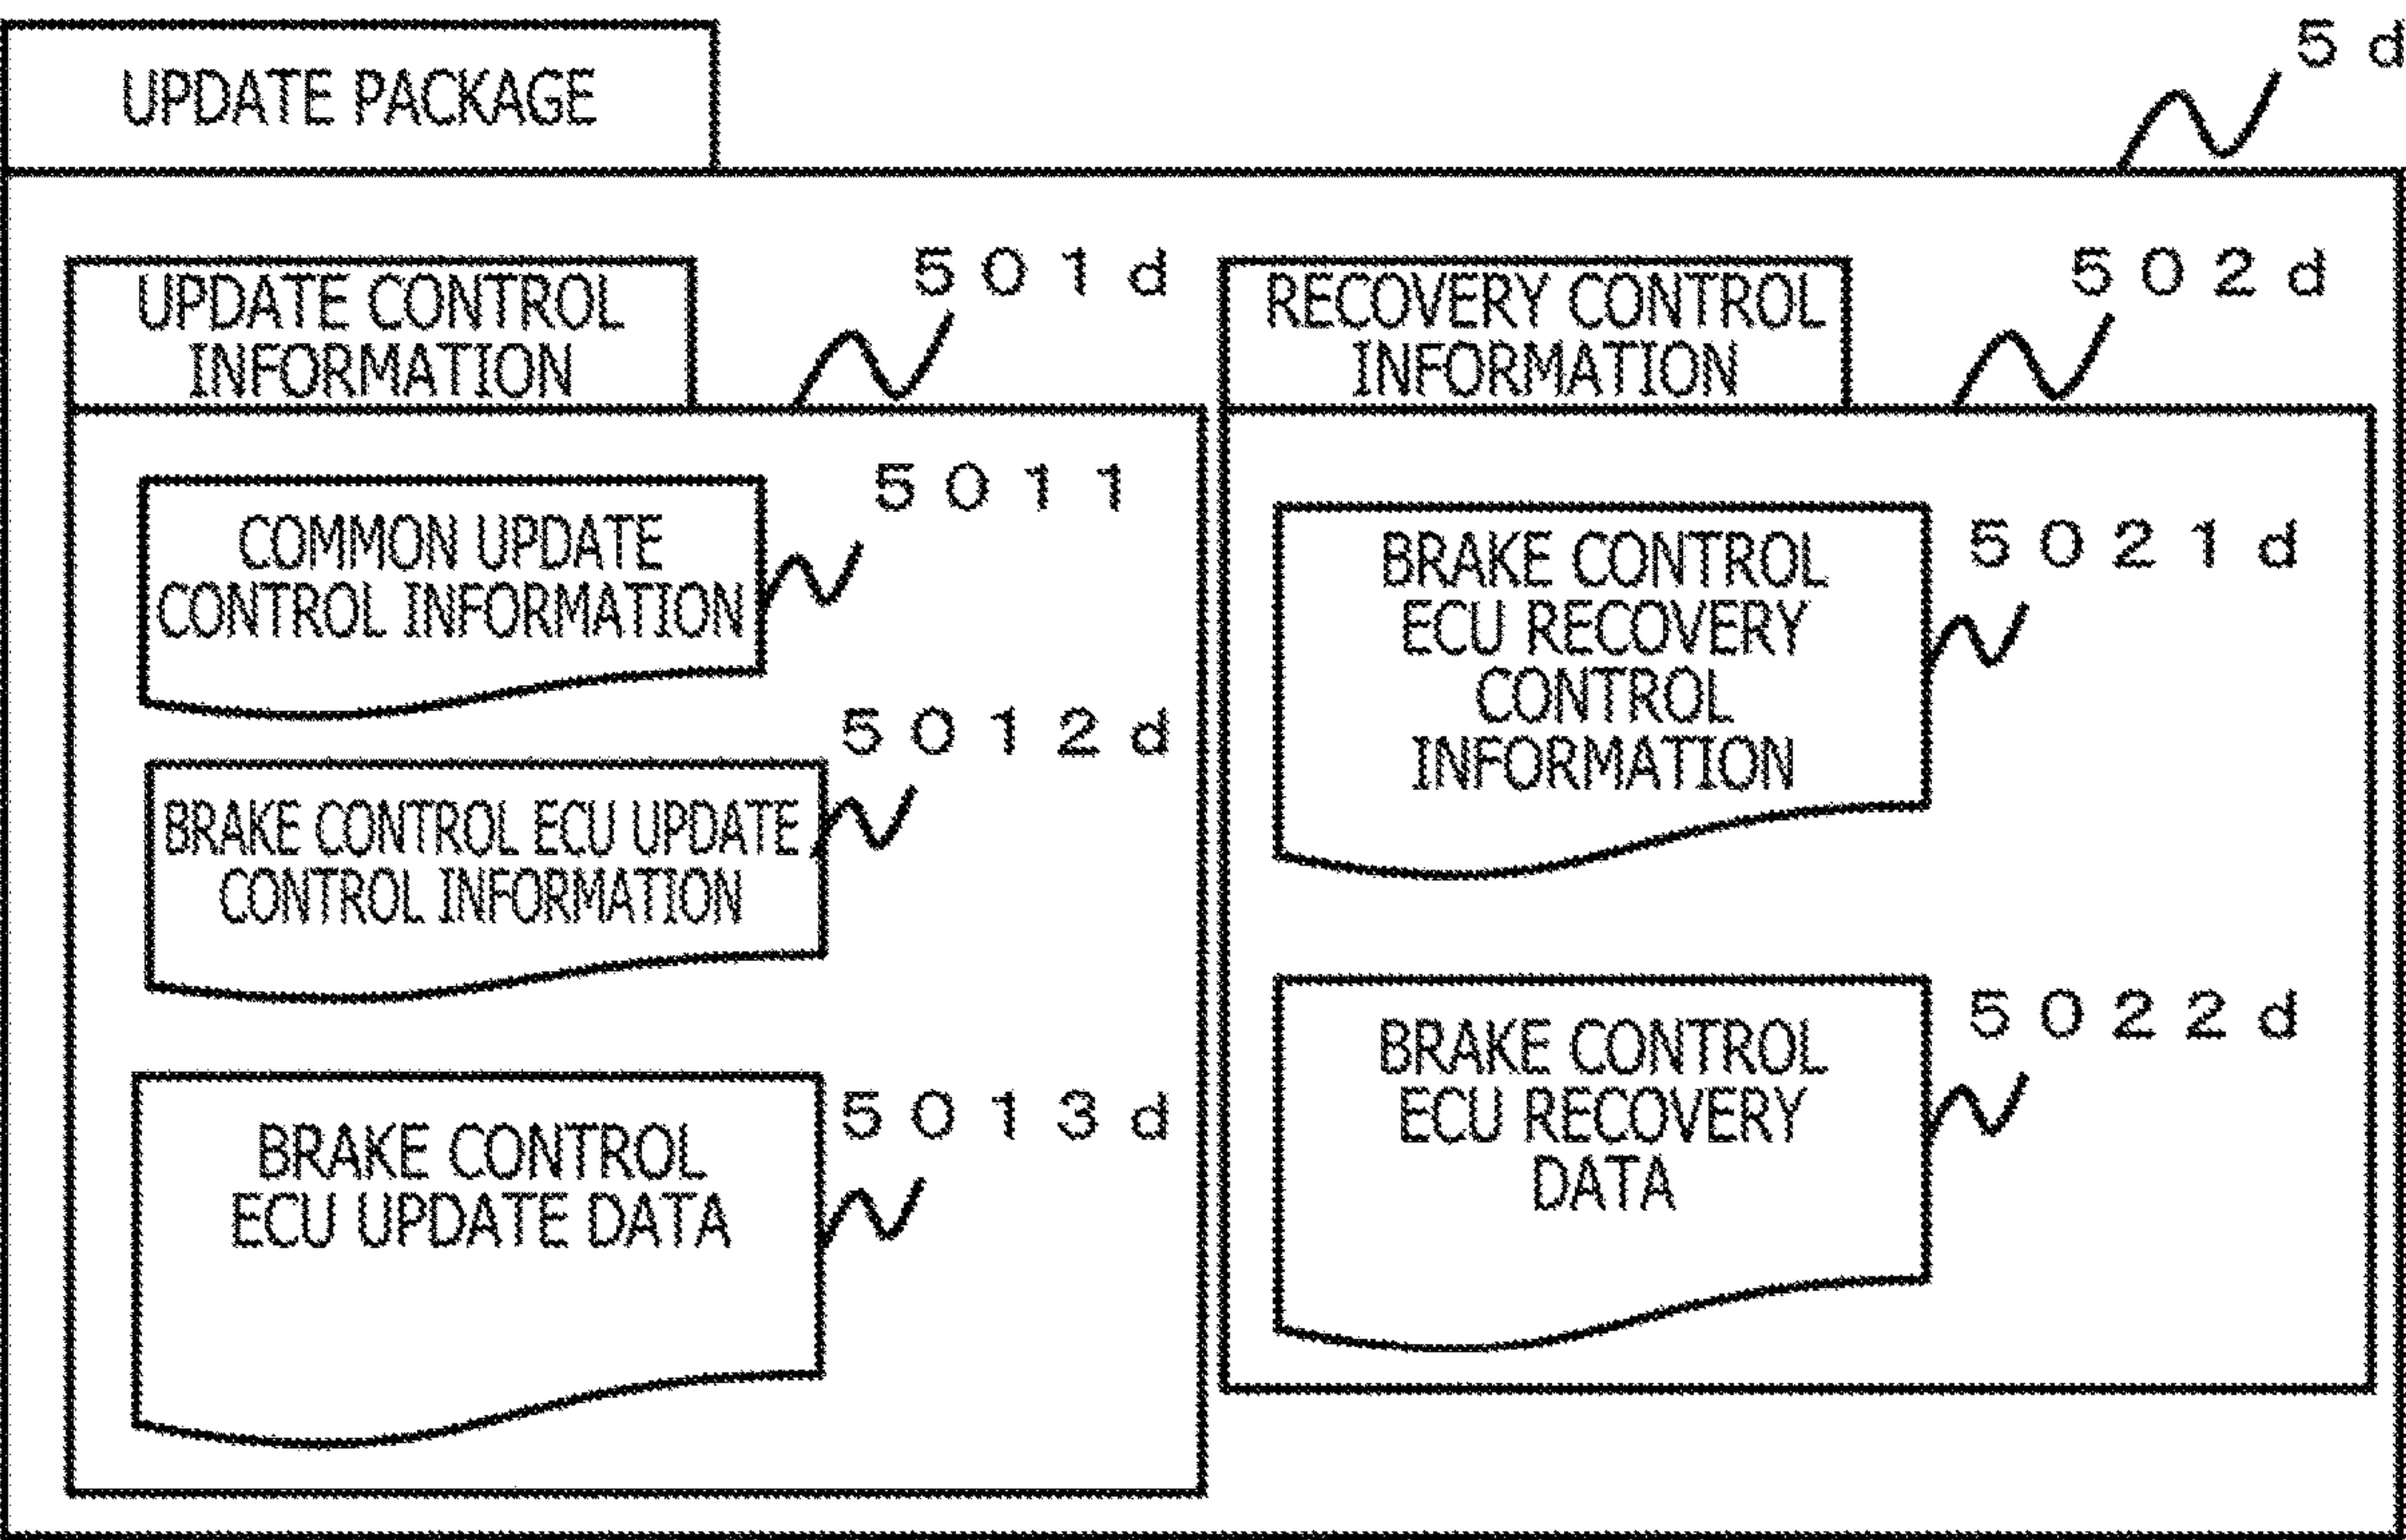 UPDATE PACKAGE
5d
UPDATE CONTROL
INFORMATION
501d
COMMON UPDATE
CONTROL INFORMATION
5011
BRAKE CONTROL ECU UPDATE
CONTROL INFORMATION
5012d
BRAKE CONTROL
ECU UPDATE DATA
5013d
RECOVERY CONTROL
INFORMATION
502d
BRAKE CONTROL
ECU RECOVERY
CONTROL
INFORMATION
5021d
BRAKE CONTROL
ECU RECOVERY
DATA
5022d